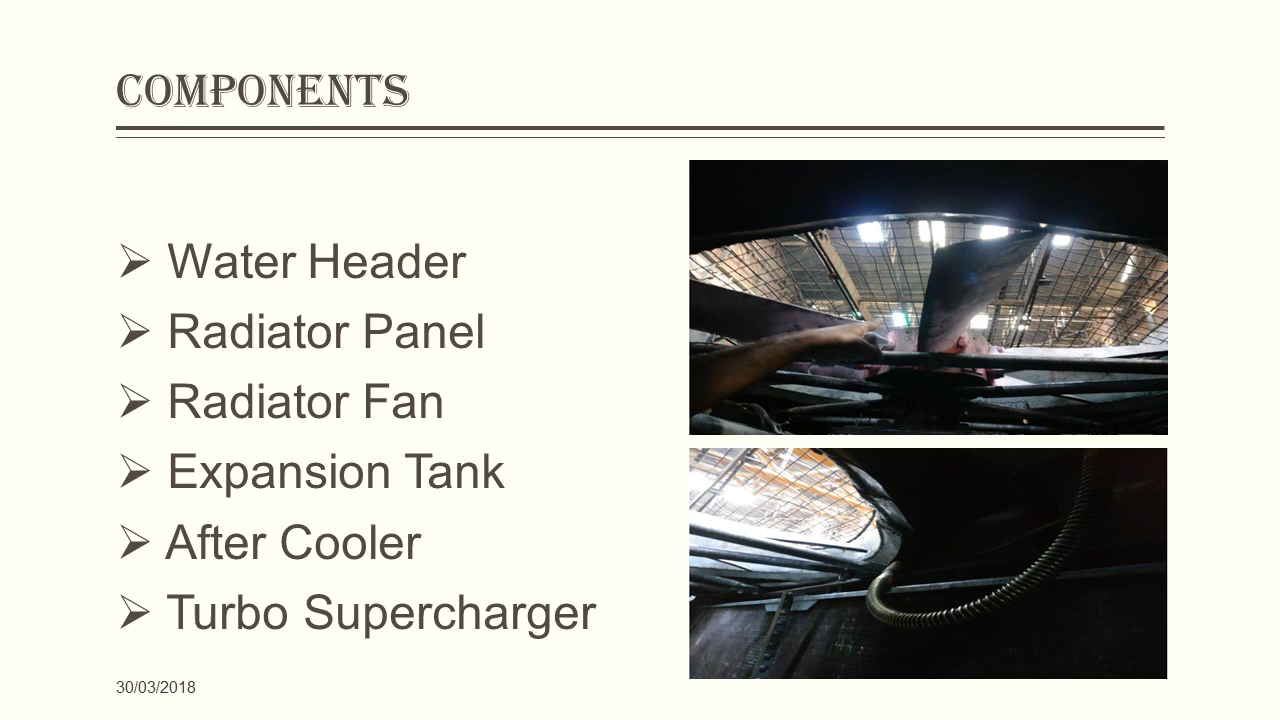 COMPONENTS
➢ Water Header
➢ Radiator Panel
➢ Radiator Fan
➢ Expansion Tank
➢ After Cooler
➢ Turbo Supercharger
30/03/2018